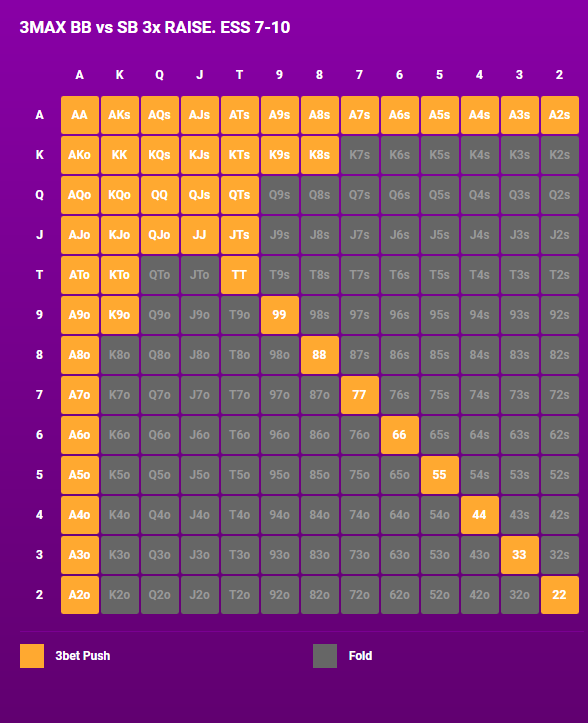 3MAX BB vs SB 3x RAISE. ESS 7-10
A K Q J T 9 8 7 6 5 4 3 2
A AA AKs AQs AJs ATs A9s A8s A7s A6s A5s A4s A3s A2s
K AKo KK KQs KJs KTs K9s K8s K7s K6s K5s K4s K3s K2s
Q AQo KQo QQ QJs QTs Q9s Q8s Q7s Q6s Q5s Q4s Q3s Q2s
J AJo KJo QJo JJ JTs J9s J8s J7s J6s J5s J4s J3s J2s
T ATo KTo QTo JTo TT T9s T8s T7s T6s T5s T4s T3s T2s
9 A9o K9o Q9o J9o T9o 99 98s 97s 96s 95s 94s 93s 92s
8 A8o K8o Q8o J8o T8o 98o 88 87s 86s 85s 84s 83s 82s
7 A7o K7o Q7o J7o T7o 97o 87o 77 76s 75s 74s 73s 72s
6 A6o K6o Q6o J6o T6o 96o 86o 76o 66 65s 64s 63s 62s
5 A5o K5o Q5o J5o T5o 95o 85o 75o 65o 55 54s 53s 52s
4 A4o K4o Q4o J4o T4o 94o 84o 74o 64o 54o 44 43s 42s
3 A3o K3o Q3o J3o T3o 93o 83o 73o 63o 53o 43o 33 32s
2 A2o K2o Q2o J2o T2o 92o 82o 72o 62o 52o 42o 32o 22
3bet Push Fold